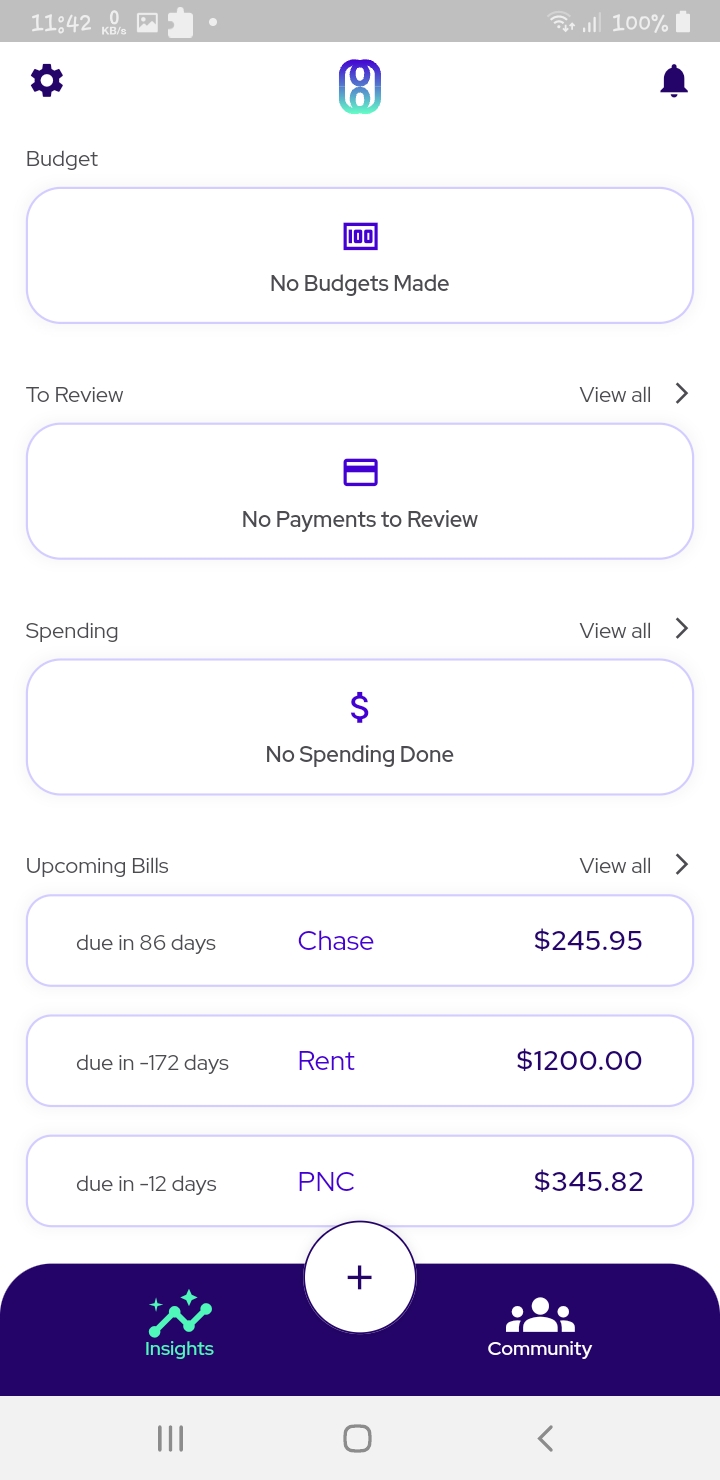 11:42 0 KB/s 100%
Budget
100
No Budgets Made
To Review View all
No Payments to Review
Spending View all
$
No Spending Done
Upcoming Bills View all
due in 86 days Chase $245.95
due in -172 days Rent $1200.00
due in -12 days PNC $345.82
+
Insights Community